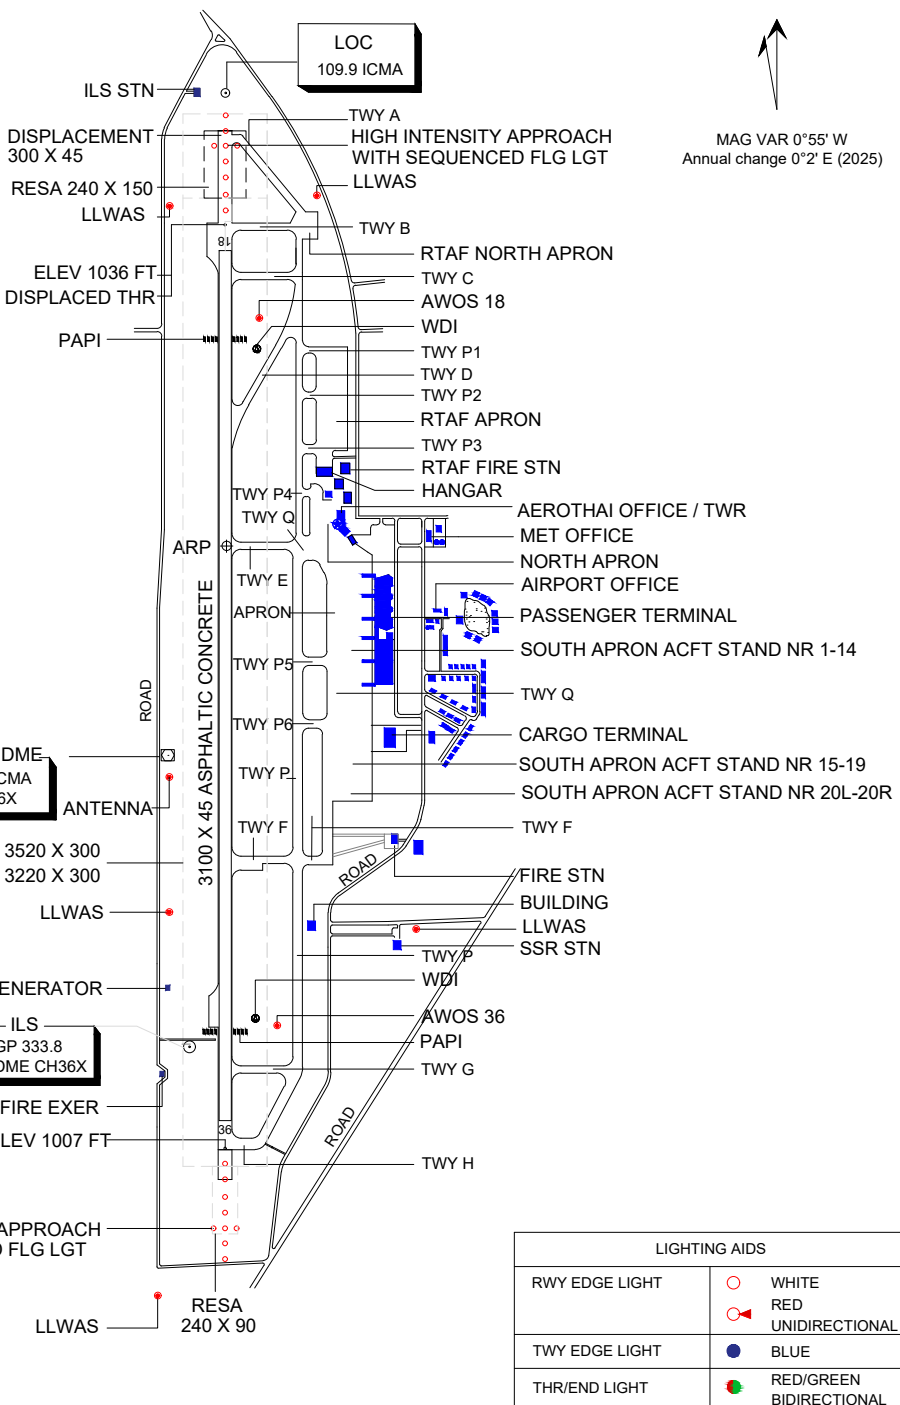 LOC
109.9 ICMA
ILS STN
TWY A
DISPLACEMENT
300 X 45
HIGH INTENSITY APPROACH
WITH SEQUENCED FLG LGT
MAG VAR 0°55' W
Annual change 0°2' E (2025)
RESA 240 X 150
LLWAS
LLWAS
TWY B
18
RTAF NORTH APRON
ELEV 1036 FT
DISPLACED THR
TWY C
AWOS 18
WDI
PAPI
TWY P1
TWY D
TWY P2
RTAF APRON
TWY P3
RTAF FIRE STN
HANGAR
TWY P4
AEROTHAI OFFICE / TWR
TWY Q
MET OFFICE
ARP
NORTH APRON
TWY E
AIRPORT OFFICE
APRON
PASSENGER TERMINAL
SOUTH APRON ACFT STAND NR 1-14
TWY P5
ROAD
TWY Q
TWY P6
CARGO TERMINAL
DME
CMA
6X
TWY P
SOUTH APRON ACFT STAND NR 15-19
SOUTH APRON ACFT STAND NR 20L-20R
ANTENNA
3100 X 45 ASPHALTIC CONCRETE
TWY F
TWY F
3520 X 300
3220 X 300
ROAD
FIRE STN
BUILDING
LLWAS
LLWAS
SSR STN
TWY P
WDI
ENERATOR
AWOS 36
ILS
GP 333.8
DME CH36X
PAPI
TWY G
FIRE EXER
ROAD
36
LEV 1007 FT
TWY H
APPROACH
FLG LGT
RESA
240 X 90
LLWAS
LIGHTING AIDS
RWY EDGE LIGHT
WHITE
RED
UNIDIRECTIONAL
TWY EDGE LIGHT
BLUE
THR/END LIGHT
RED/GREEN
BIDIRECTIONAL